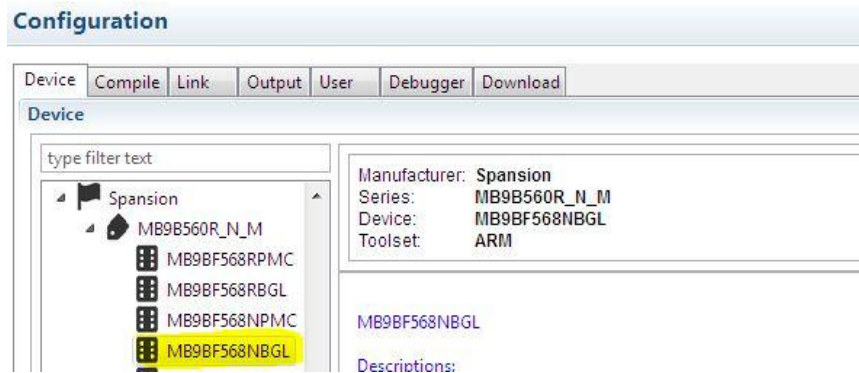 Configuration
Device Compile Link Output User Debugger Download
Device
type filter text
Spansion
MB9B560R_N_M
MB9BF568RPMC
MB9BF568RBGL
MB9BF568NPMC
MB9BF568NBGL
Manufacturer: Spansion
Series: MB9B560R_N_M
Device: MB9BF568NBGL
Toolset: ARM
MB9BF568NBGL
Descriptions: